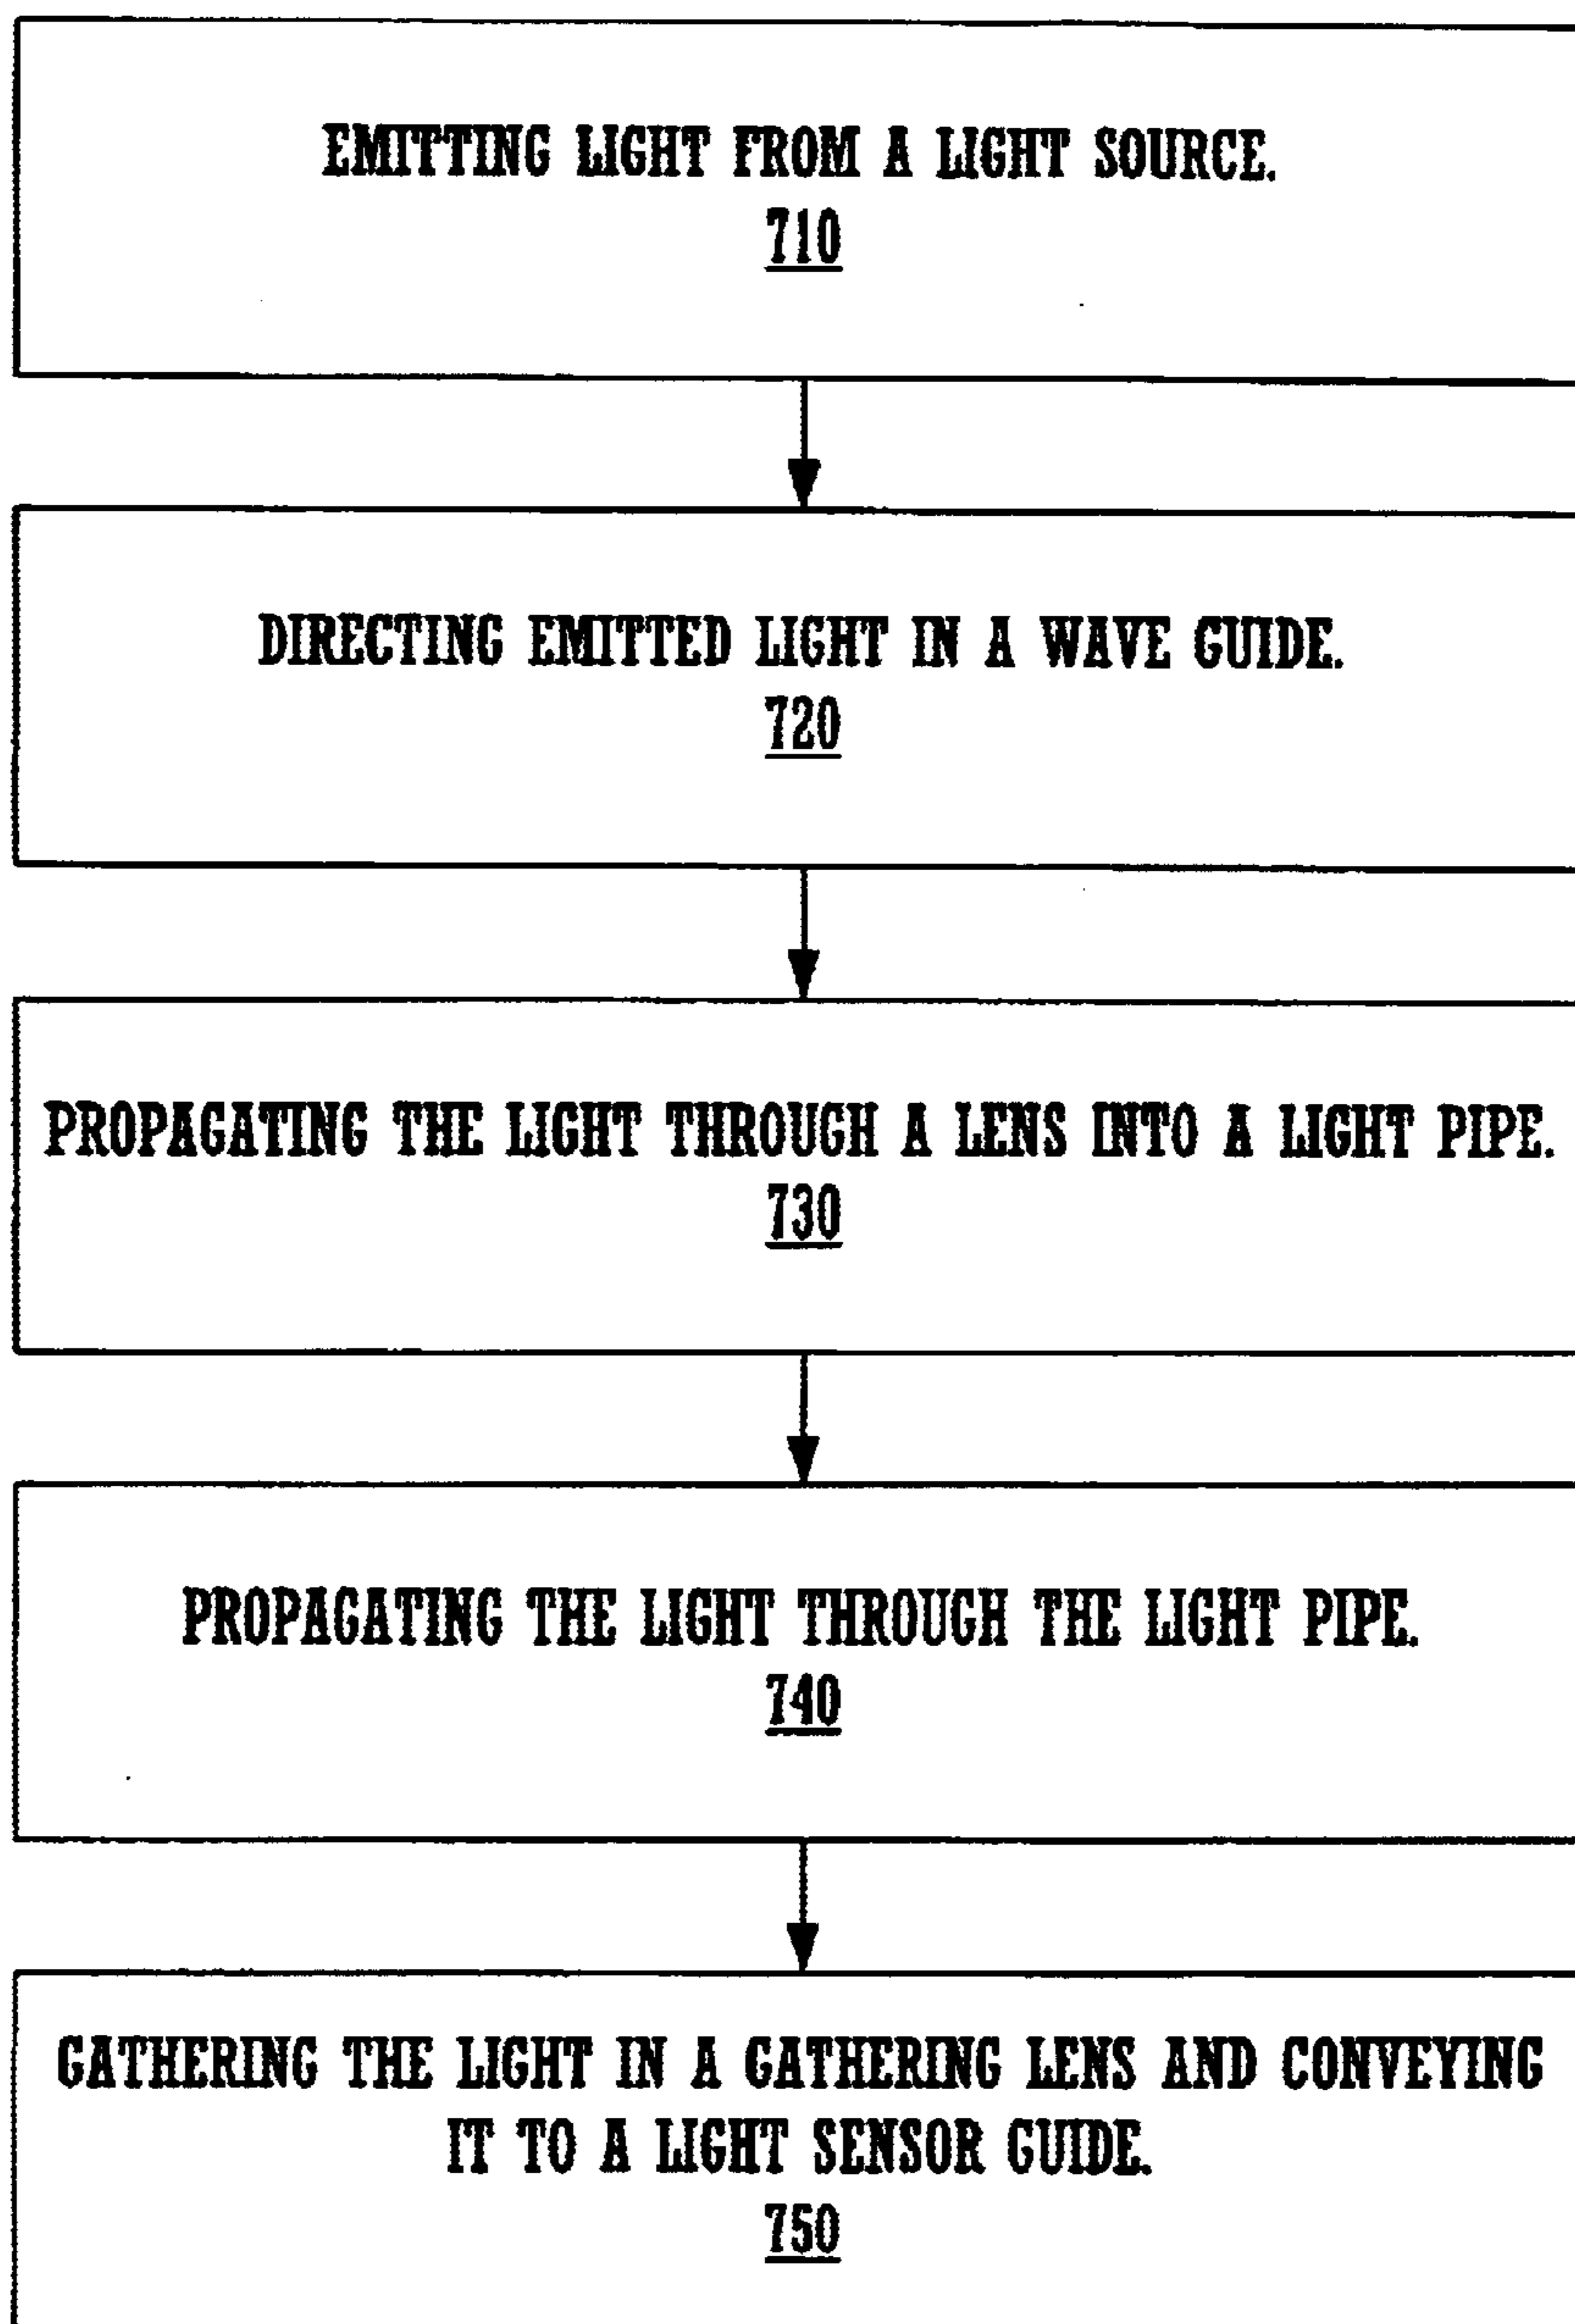 EMITTING LIGHT FROM A LIGHT SOURCE.
710
DIRECTING EMITTED LIGHT IN A WAVE GUIDE.
720
PROPAGATING THE LIGHT THROUGH A LENS INTO A LIGHT PIPE.
730
PROPAGATING THE LIGHT THROUGH THE LIGHT PIPE.
740
GATHERING THE LIGHT IN A GATHERING LENS AND CONVEYING
IT TO A LIGHT SENSOR GUIDE.
750